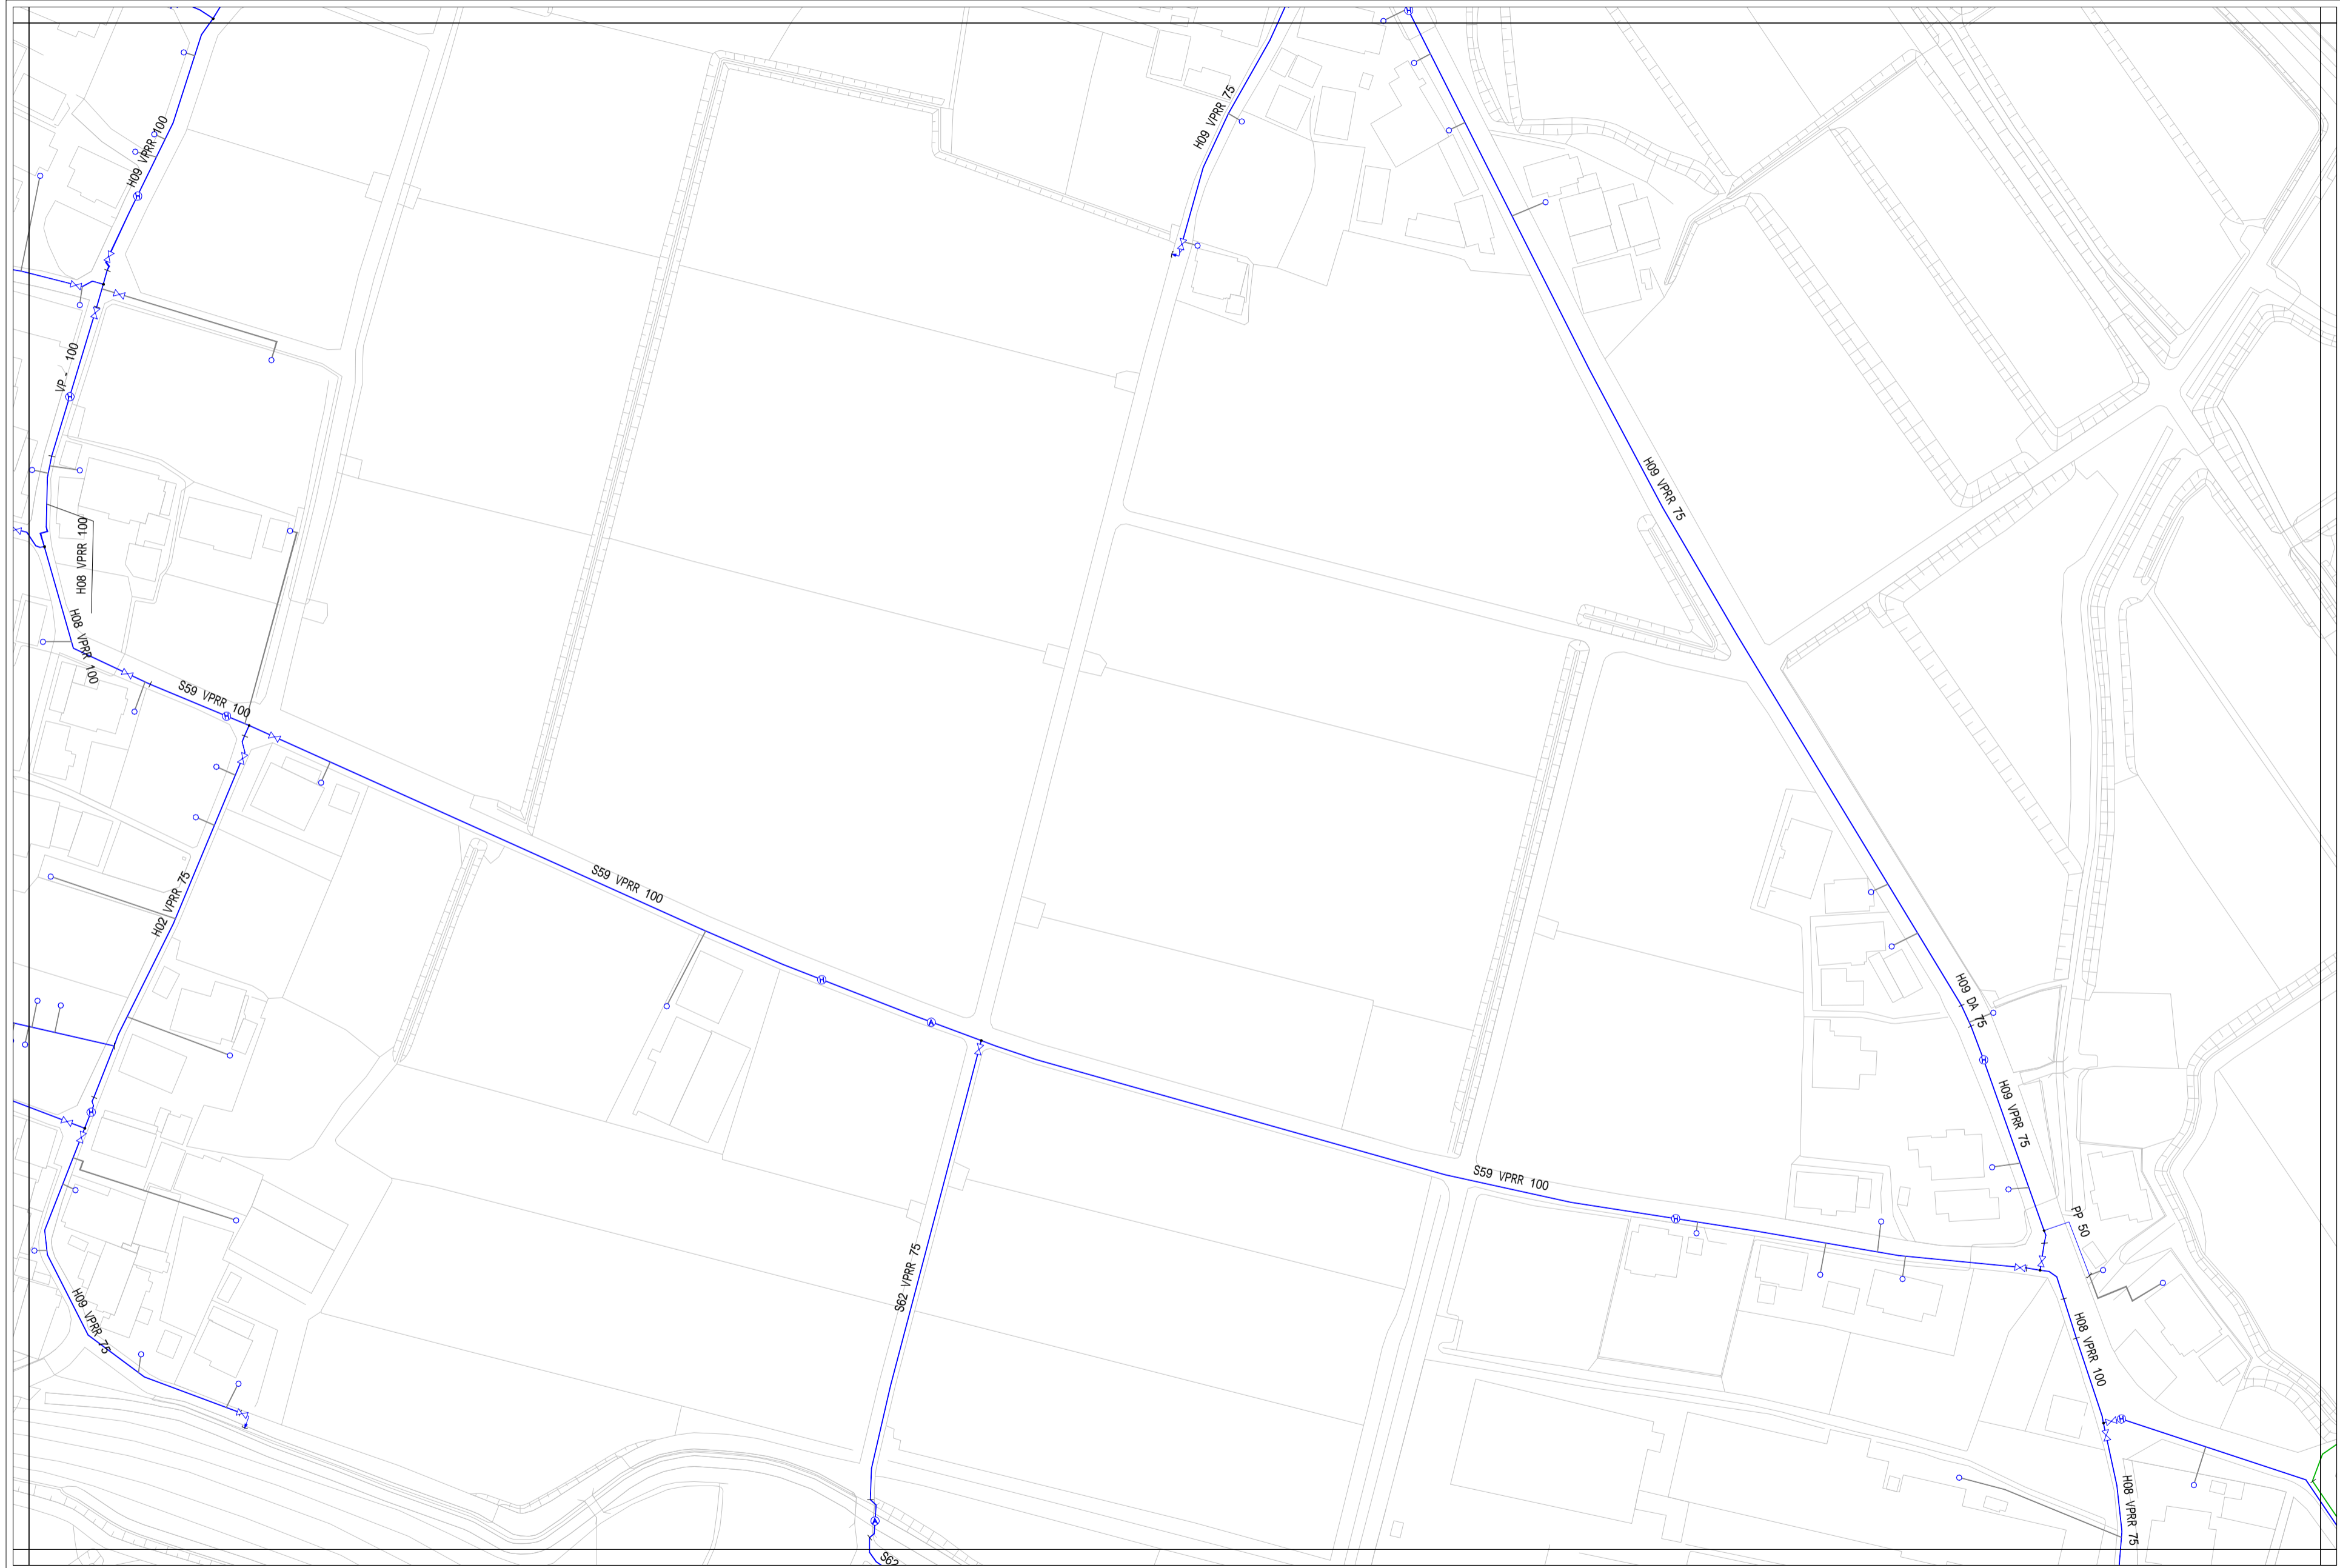 H09 VPRR 100
H09 VPRR 75
VP- 100
H09 VPRR 75
H08 VPRR 100
H08 VPRR 100
S59 VPRR 100
S59 VPRR 100
H02 VPRR 75
H09 DA 75
H09 VPRR 75
S59 VPRR 100
PP 50
S62 VPRR 75
H09 VPRR 75
H08 VPRR 100
H08 VPRR 75
S62
H
H
H
H
H
H
H
H
H
A
A